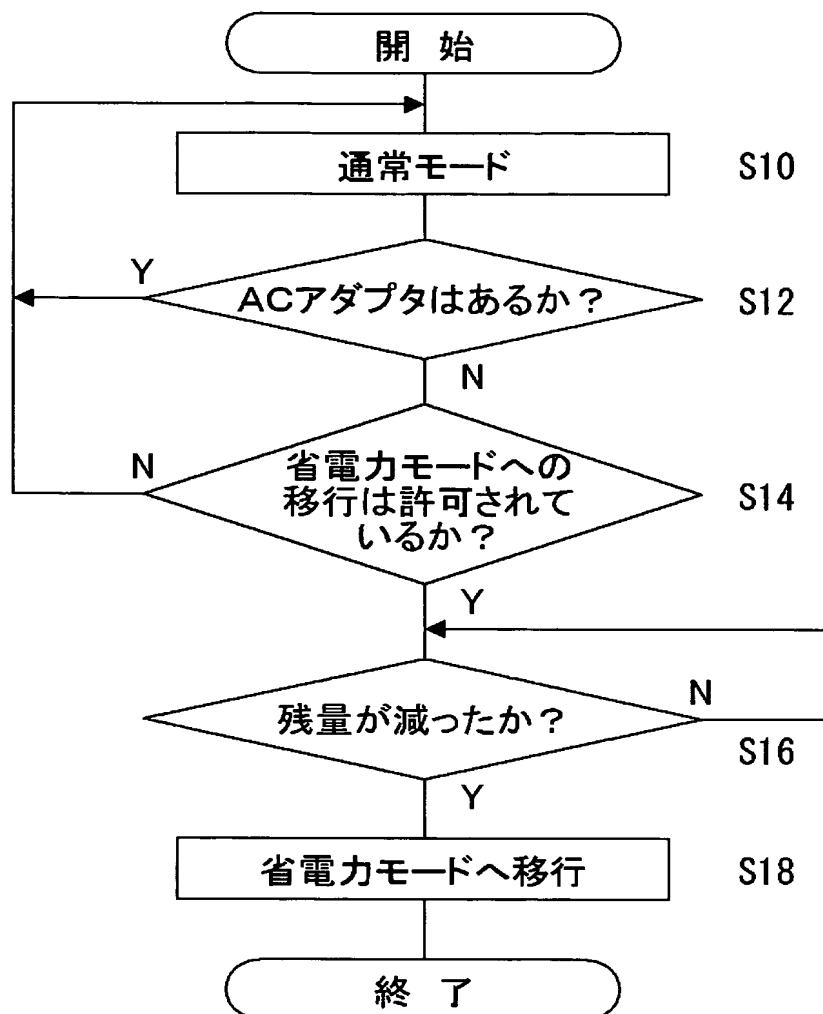 開 始
通常モード
S10
Y
ACアダプタはあるか？
S12
N
N
省電力モードへの
移行は許可されて
いるか？
S14
Y
残量が減ったか？
N
S16
Y
省電力モードへ移行
S18
終 了